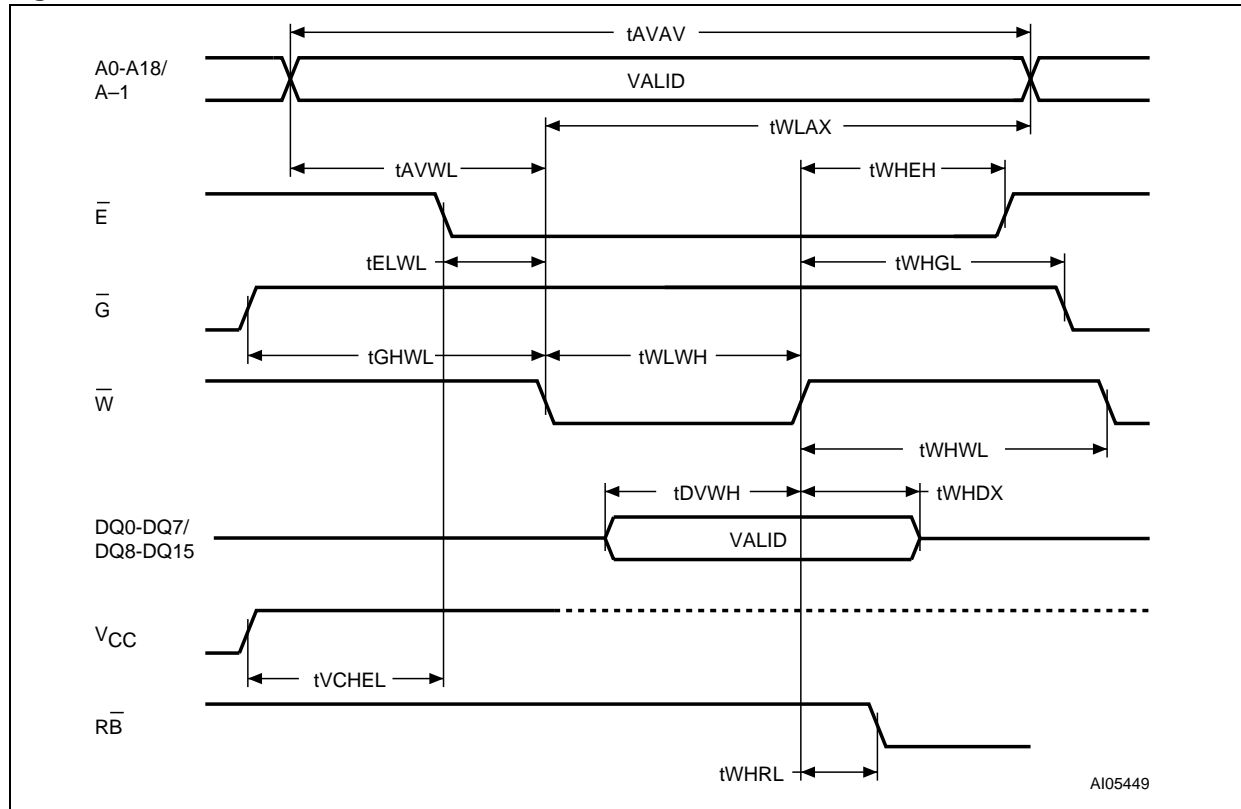 tAVAV
A0-A18/
A–1
VALID
tWLAX
tAVWL
tWHEH
E̅
tELWL
tWHGL
G̅
tGHWL
tWLWH
W̅
tWHWL
tDVWH
tWHDX
DQ0-DQ7/
DQ8-DQ15
VALID
VCC
tVCHEL
RB̅
tWHRL
AI05449